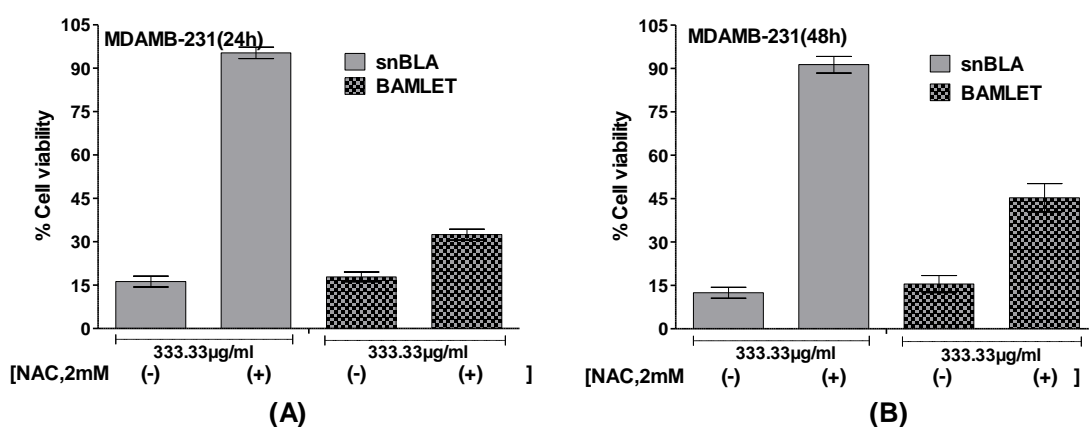 105
90
75
60
45
30
15
0
% Cell viability
MDAMB-231(24h)
snBLA
BAMLET
333.33µg/ml 333.33µg/ml
[NAC,2mM (-) (+) (-) (+) ]
(A)
105
90
75
60
45
30
15
0
% Cell viability
MDAMB-231(48h)
snBLA
BAMLET
333.33µg/ml 333.33µg/ml
[NAC,2mM (-) (+) (-) (+) ]
(B)